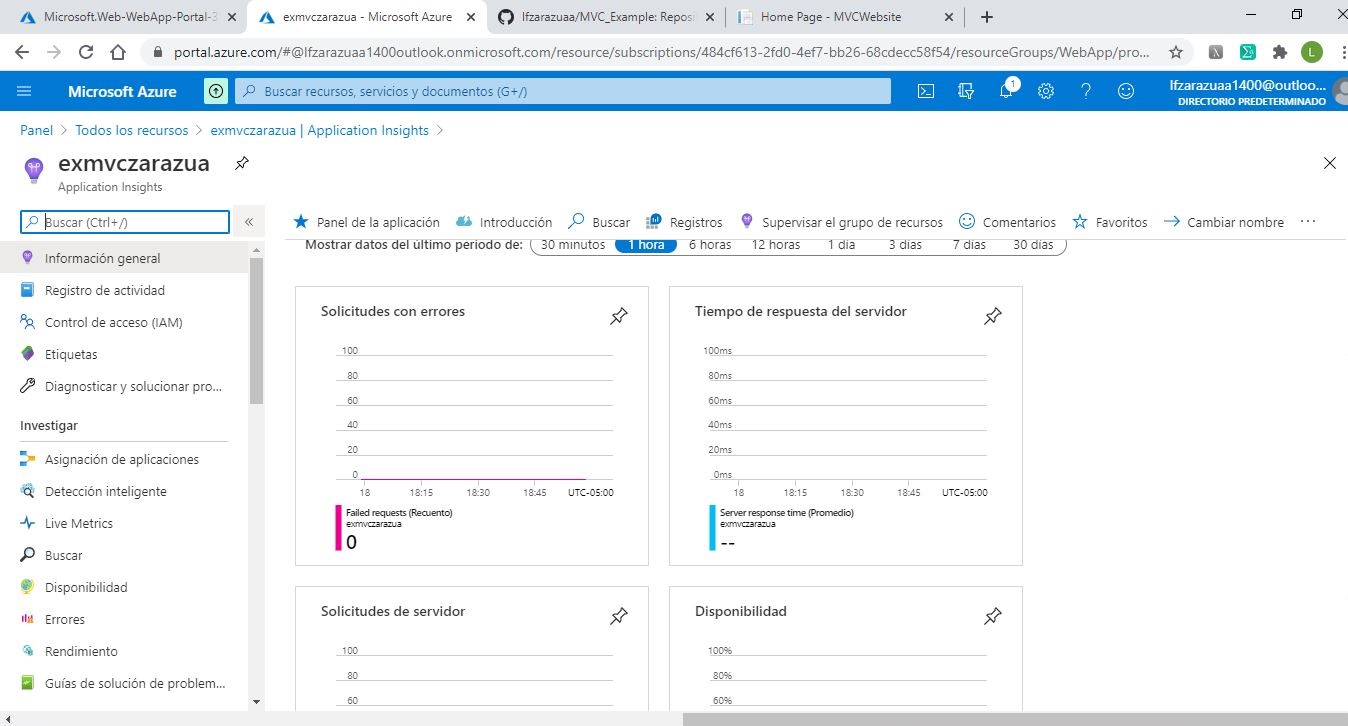 Microsoft.Web-WebApp-Portal-3
exmvczarazua - Microsoft Azure
lfzarazuaa/MVC_Example: Reposi
Home Page - MVCWebsite
portal.azure.com/#@lfzarazuaa1400outlook.onmicrosoft.com/resource/subscriptions/484cf613-2fd0-4ef7-bb26-68cdecc58f54/resourceGroups/WebApp/pro...
L
Microsoft Azure
Buscar recursos, servicios y documentos (G+/)
1
lfzarazuaa1400@outloo...
DIRECTORIO PREDETERMINADO
Panel > Todos los recursos > exmvczarazua | Application Insights >
exmvczarazua
Application Insights
Buscar (Ctrl+/)
Panel de la aplicación Introducción Buscar Registros Supervisar el grupo de recursos Comentarios Favoritos Cambiar nombre ...
Mostrar datos del último periodo de: 30 minutos 1 hora 6 horas 12 horas 1 día 3 días 7 días 30 días
Información general
Registro de actividad
Control de acceso (IAM)
Etiquetas
Diagnosticar y solucionar pro...
Investigar
Asignación de aplicaciones
Detección inteligente
Live Metrics
Buscar
Disponibilidad
Errores
Rendimiento
Guías de solución de problem...
Solicitudes con errores
100
80
60
40
20
0
18 18:15 18:30 18:45 UTC-05:00
Failed requests (Recuento)
exmvczarazua
0
Tiempo de respuesta del servidor
100ms
80ms
60ms
40ms
20ms
0ms
18 18:15 18:30 18:45 UTC-05:00
Server response time (Promedio)
exmvczarazua
--
Solicitudes de servidor
100
80
60
Disponibilidad
100%
80%
60%